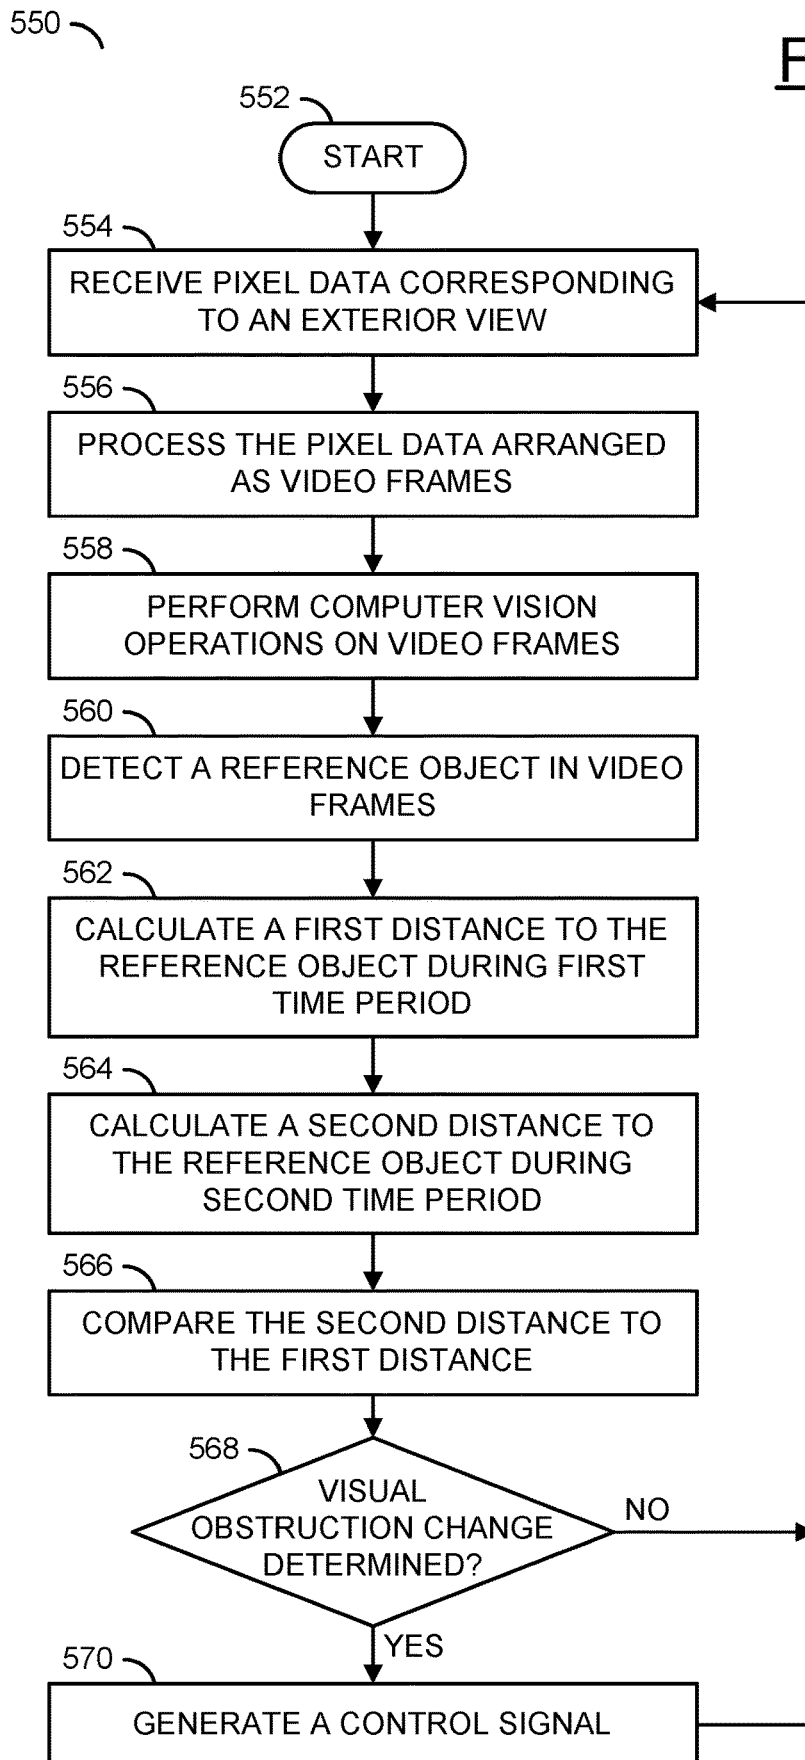 550
F
552
START
554
RECEIVE PIXEL DATA CORRESPONDING
TO AN EXTERIOR VIEW
556
PROCESS THE PIXEL DATA ARRANGED
AS VIDEO FRAMES
558
PERFORM COMPUTER VISION
OPERATIONS ON VIDEO FRAMES
560
DETECT A REFERENCE OBJECT IN VIDEO
FRAMES
562
CALCULATE A FIRST DISTANCE TO THE
REFERENCE OBJECT DURING FIRST
TIME PERIOD
564
CALCULATE A SECOND DISTANCE TO
THE REFERENCE OBJECT DURING
SECOND TIME PERIOD
566
COMPARE THE SECOND DISTANCE TO
THE FIRST DISTANCE
568
VISUAL
OBSTRUCTION CHANGE
DETERMINED?
NO
YES
570
GENERATE A CONTROL SIGNAL